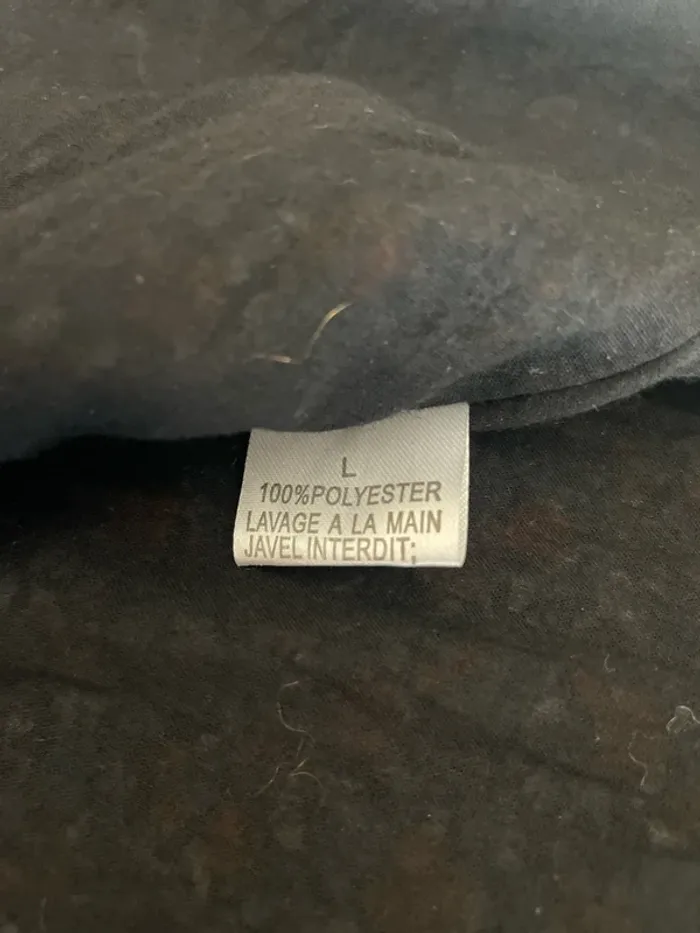 L
100%POLYESTER
LAVAGE A LA MAIN
JAVEL INTERDIT;